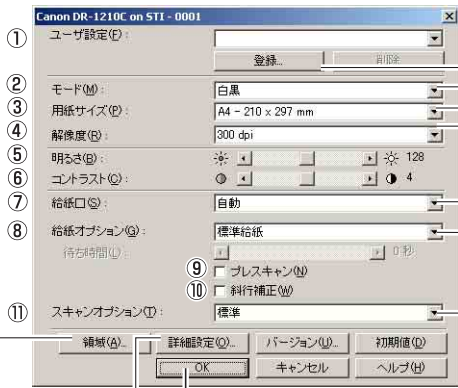 Canon DR-1210C on STI - 0001
① ユーザ設定(F) :
登録... 削除
② モード(M) : 白黒
③ 用紙サイズ(P) : A4 - 210 x 297 mm
④ 解像度(R) : 300 dpi
⑤ 明るさ(B) : 128
⑥ コントラスト(C) : 4
⑦ 給紙口(S) : 自動
⑧ 給紙オプション(G) : 標準給紙
待ち時間(L) : 0 秒
⑨ プレスキャン(N)
⑩ 斜行補正(W)
⑪ スキャンオプション(T) : 標準
領域(A)... 詳細設定(O)... バージョン(U)... 初期値(D)
OK キャンセル ヘルプ(H)